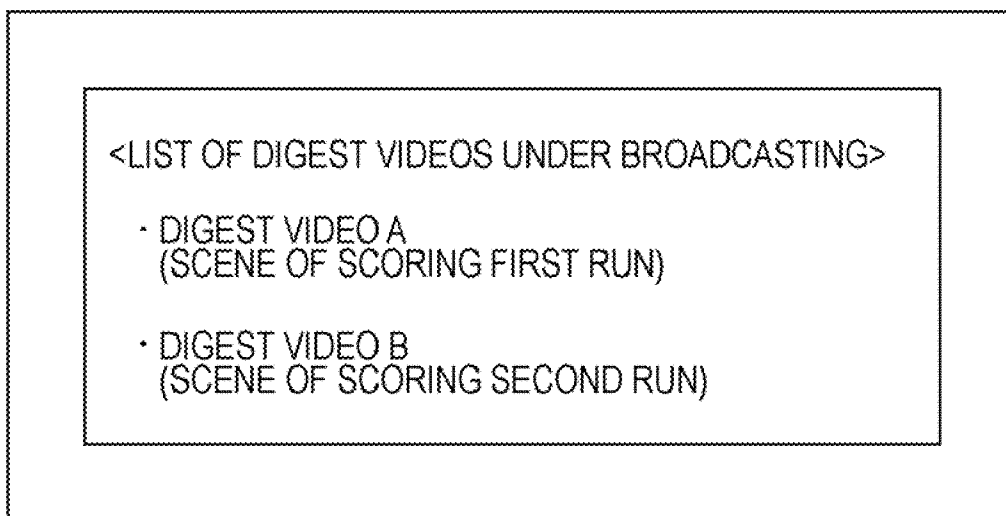 <LIST OF DIGEST VIDEOS UNDER BROADCASTING>
· DIGEST VIDEO A
(SCENE OF SCORING FIRST RUN)
· DIGEST VIDEO B
(SCENE OF SCORING SECOND RUN)